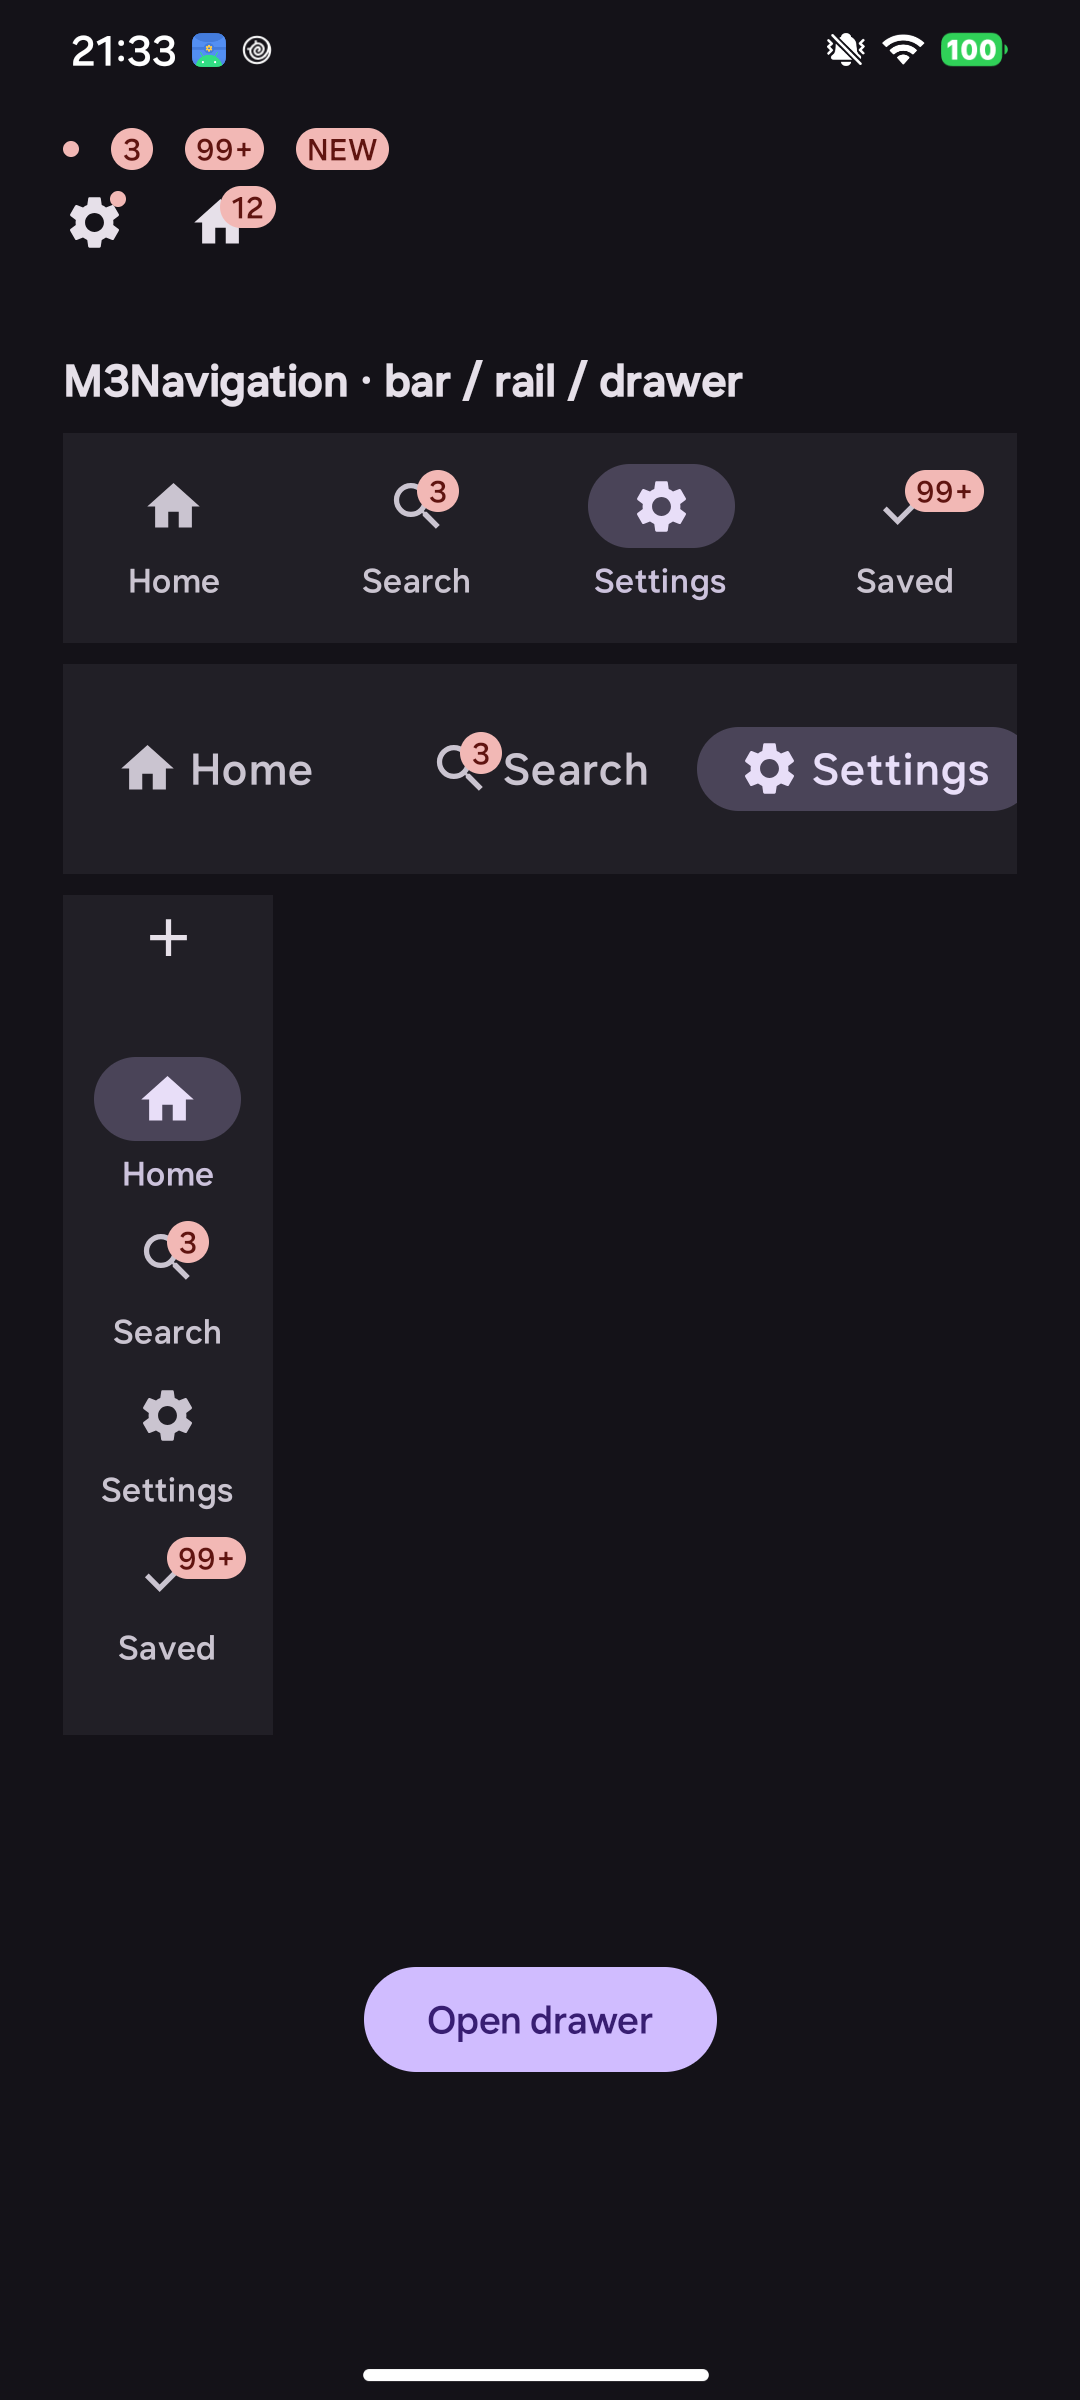 21:33 100
3 99+ NEW
12
M3Navigation · bar / rail / drawer
3 99+
Home Search Settings Saved
Home 3 Search Settings
Home
3
Search
Settings
99+
Saved
Open drawer